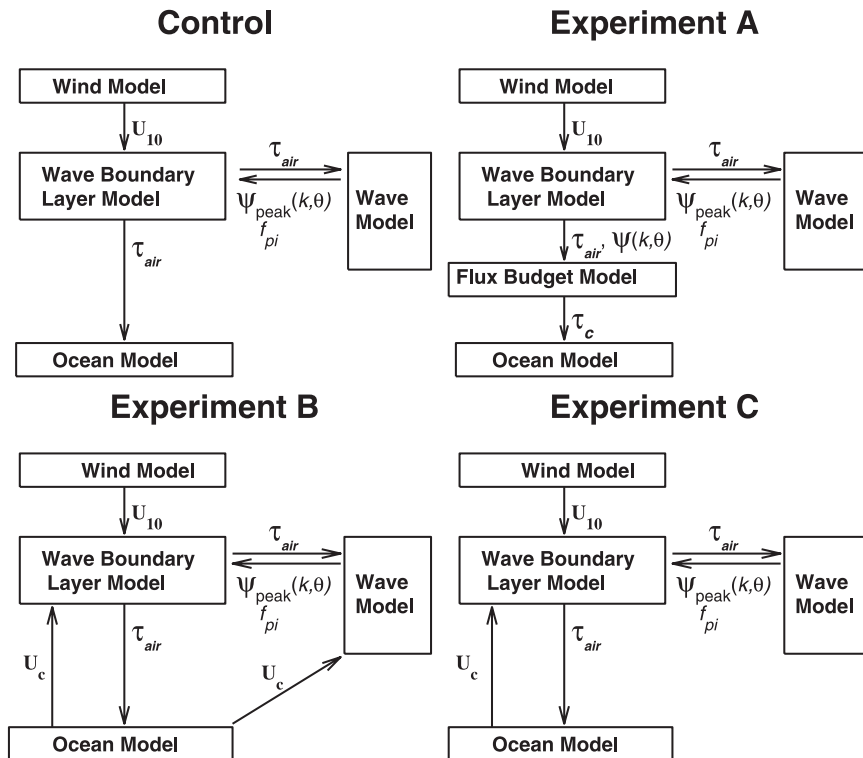 Control
Wind Model
U10
Wave Boundary
Layer Model
τair
Ψpeak(k,θ)
fpi
Wave
Model
τair
Ocean Model
Experiment A
Wind Model
U10
Wave Boundary
Layer Model
τair
Ψpeak(k,θ)
fpi
Wave
Model
τair, Ψ(k,θ)
Flux Budget Model
τc
Ocean Model
Experiment B
Wind Model
U10
Wave Boundary
Layer Model
τair
Ψpeak(k,θ)
fpi
Wave
Model
τair
Uc
Uc
Ocean Model
Experiment C
Wind Model
U10
Wave Boundary
Layer Model
τair
Ψpeak(k,θ)
fpi
Wave
Model
τair
Uc
Ocean Model